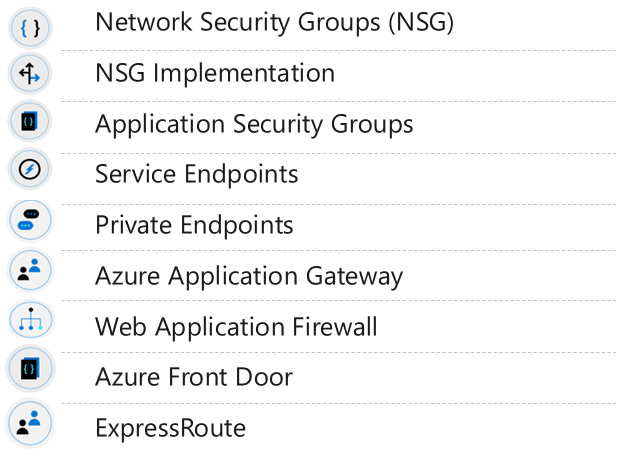 Network Security Groups (NSG)
NSG Implementation
Application Security Groups
Service Endpoints
Private Endpoints
Azure Application Gateway
Web Application Firewall
Azure Front Door
ExpressRoute